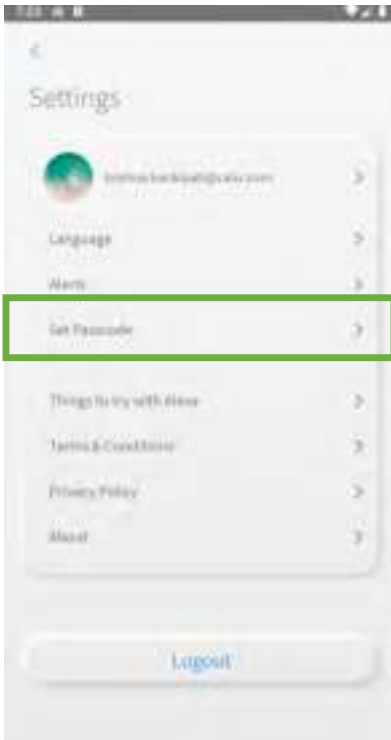 Settings
Language
Alerts
Set Passcode
Things to try with Alexa
Terms & Conditions
Privacy Policy
About
Logout